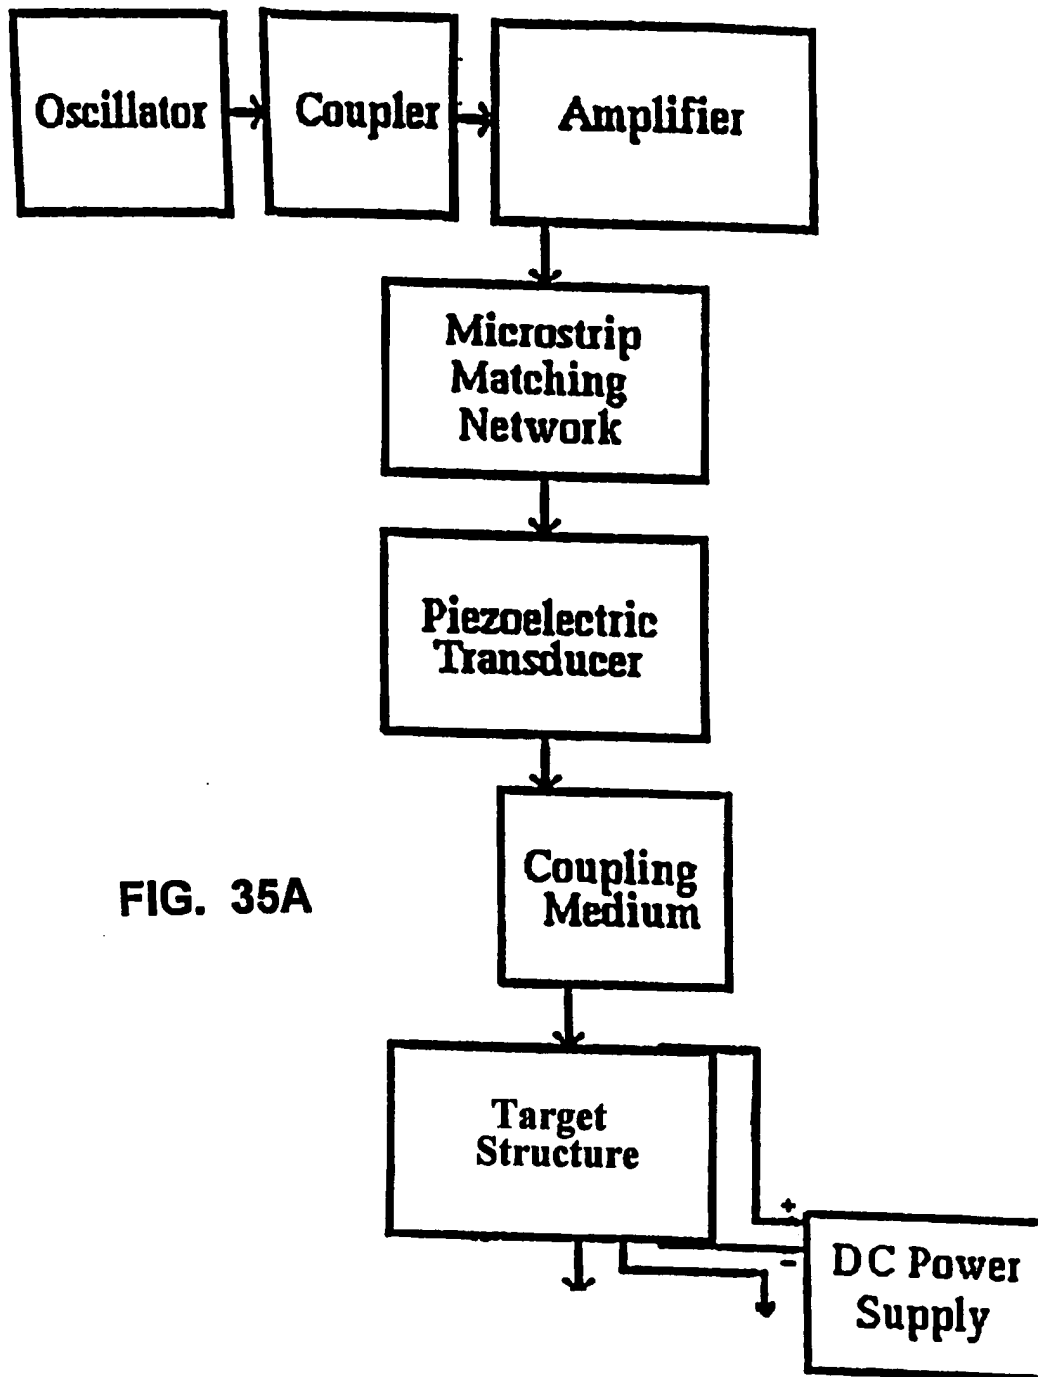 Oscillator
Coupler
Amplifier
Microstrip
Matching
Network
Piezoelectric
Transducer
Coupling
Medium
FIG. 35A
Target
Structure
+
-
DC Power
Supply